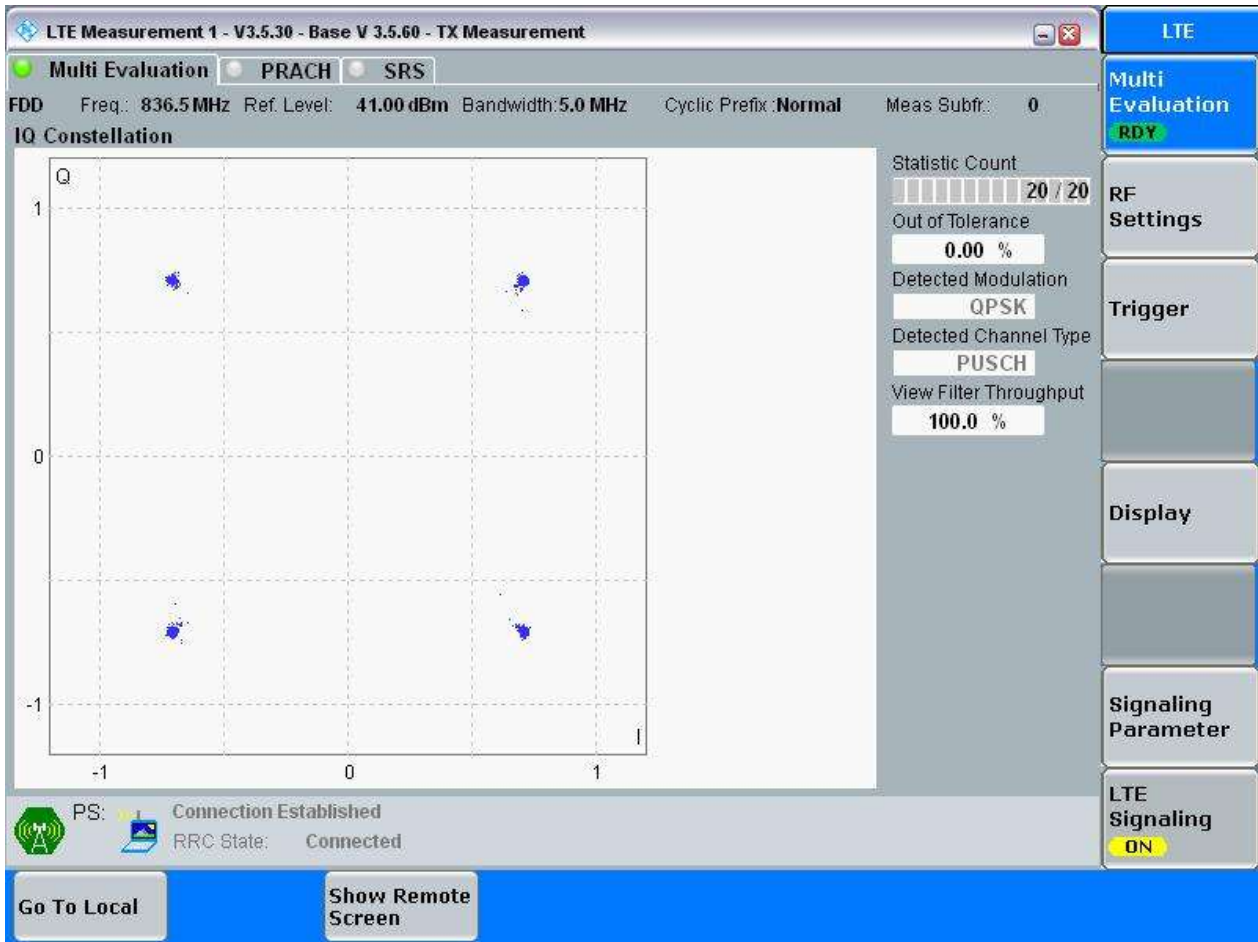 LTE Measurement 1 - V3.5.30 - Base V 3.5.60 - TX Measurement
LTE
Multi Evaluation PRACH SRS
FDD Freq.: 836.5 MHz Ref. Level: 41.00 dBm Bandwidth: 5.0 MHz Cyclic Prefix : Normal Meas Subfr.: 0
IQ Constellation
Q
1
0
-1
I
-1 0 1
Statistic Count
20 / 20
Out of Tolerance
0.00 %
Detected Modulation
QPSK
Detected Channel Type
PUSCH
View Filter Throughput
100.0 %
Multi
Evaluation
RDY
RF
Settings
Trigger
Display
Signaling
Parameter
LTE
Signaling
ON
PS: Connection Established
RRC State: Connected
Go To Local
Show Remote
Screen